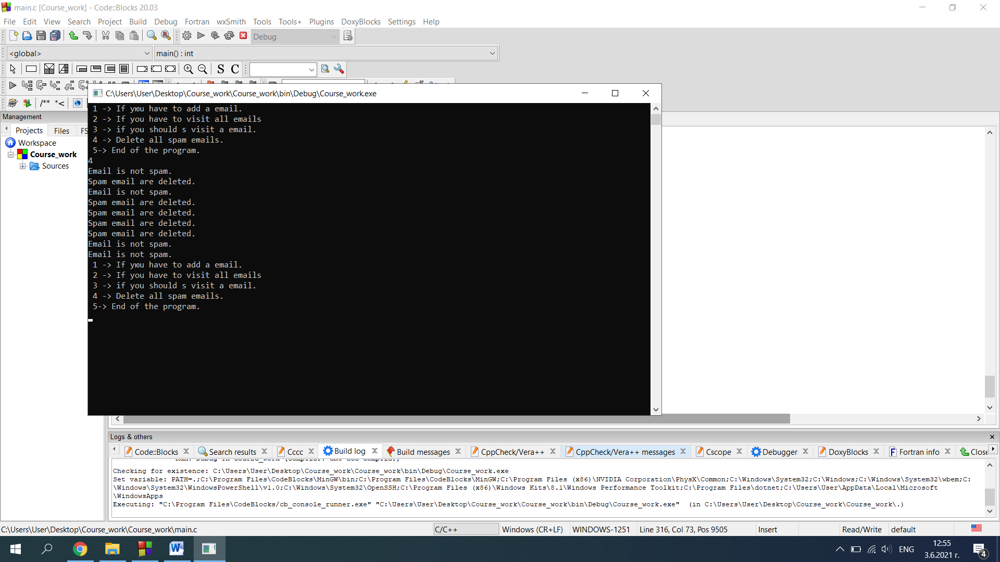 main.c [Course_work] - Code::Blocks 20.03
File Edit View Search Project Build Debug Fortran wxSmith Tools Tools+ Plugins DoxyBlocks Settings Help
Debug
<global> main() : int
S C
/** *<
C:\Users\User\Desktop\Course_work\Course_work\bin\Debug\Course_work.exe
Management
Projects Files FS
Workspace
Course_work
Sources
1 -> If yюu have to add a email.
2 -> If you have to visit all emails
3 -> if you should s visit a email.
4 -> Delete all spam emails.
5-> End of the program.
4
Email is not spam.
Spam email are deleted.
Email is not spam.
Spam email are deleted.
Spam email are deleted.
Spam email are deleted.
Spam email are deleted.
Email is not spam.
Email is not spam.
1 -> If yюu have to add a email.
2 -> If you have to visit all emails
3 -> if you should s visit a email.
4 -> Delete all spam emails.
5-> End of the program.
Logs & others
Code::Blocks Search results Cccc Build log Build messages CppCheck/Vera++ CppCheck/Vera++ messages Cscope Debugger DoxyBlocks Fortran info Close
Run: Debug in Course_work (compiler: GNU GCC Compiler)
Checking for existence: C:\Users\User\Desktop\Course_work\Course_work\bin\Debug\Course_work.exe
Set variable: PATH=.;C:\Program Files\CodeBlocks\MinGW\bin;C:\Program Files\CodeBlocks\MinGW;C:\Program Files (x86)\NVIDIA Corporation\PhysX\Common;C:\Windows\System32;C:\Windows;C:\Windows\System32\wbem;C:
\Windows\System32\WindowsPowerShell\v1.0;C:\Windows\System32\OpenSSH;C:\Program Files (x86)\Windows Kits\8.1\Windows Performance Toolkit;C:\Program Files\dotnet;C:\Users\User\AppData\Local\Microsoft
\WindowsApps
Executing: "C:\Program Files\CodeBlocks/cb_console_runner.exe" "C:\Users\User\Desktop\Course_work\Course_work\bin\Debug\Course_work.exe" (in C:\Users\User\Desktop\Course_work\Course_work\.)
C:\Users\User\Desktop\Course_work\Course_work\main.c C/C++ Windows (CR+LF) WINDOWS-1251 Line 316, Col 73, Pos 9505 Insert Read/Write default
ENG
12:55
3.6.2021 г.
4